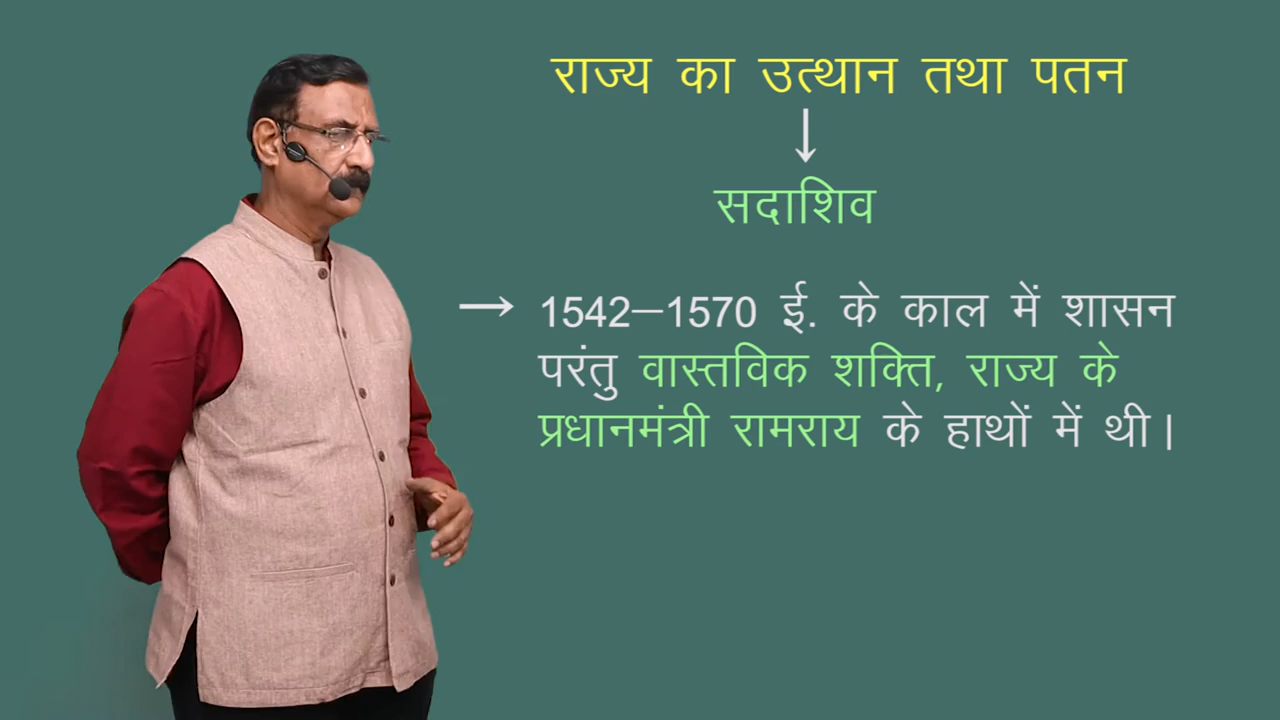 राज्य का उत्थान तथा पतन
↓
सदाशिव
→ 1542–1570 ई. के काल में शासन
परंतु वास्तविक शक्ति, राज्य के
प्रधानमंत्री रामराय के हाथों में थी।